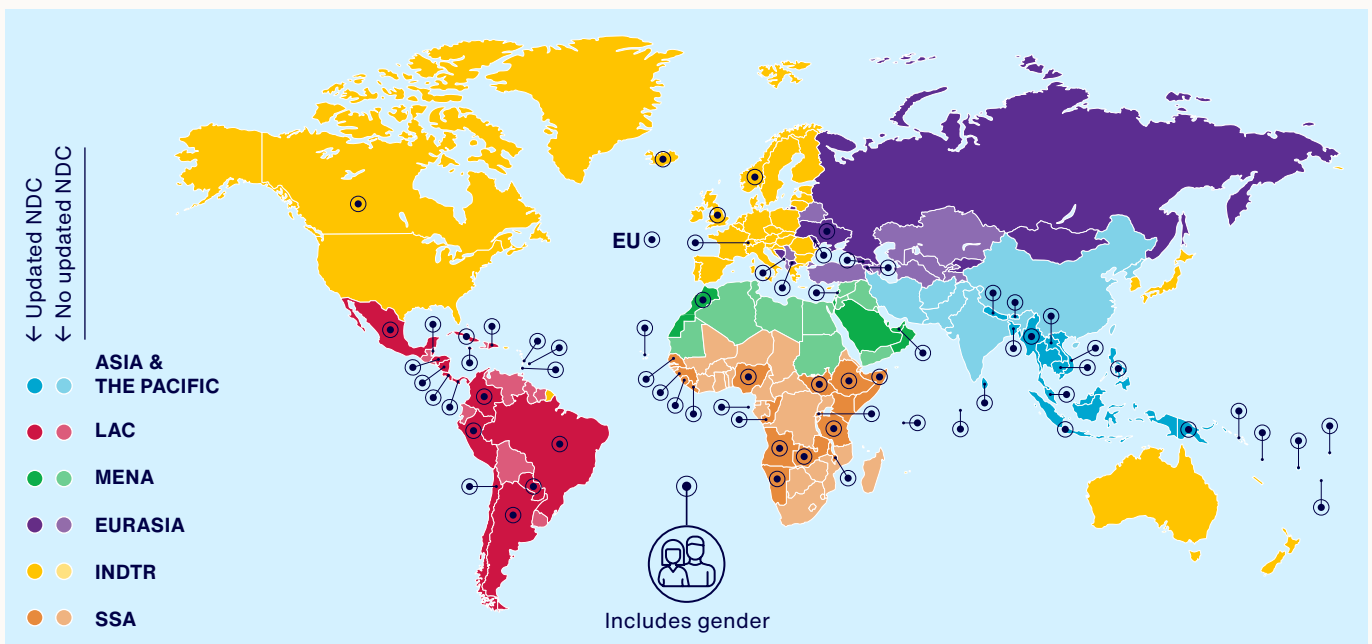 ← Updated NDC
← No updated NDC
EU
ASIA &
THE PACIFIC
LAC
MENA
EURASIA
INDTR
SSA
Includes gender